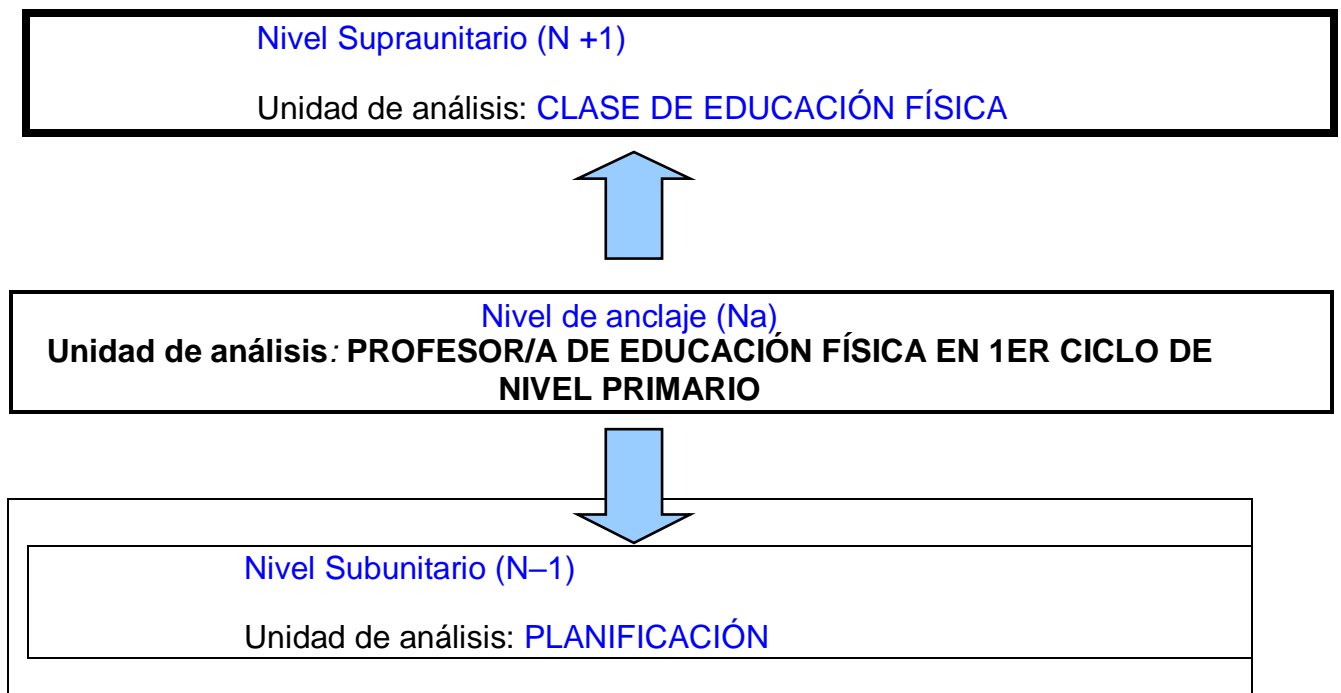 Nivel Supraunitario (N +1)
Unidad de análisis: CLASE DE EDUCACIÓN FÍSICA
Nivel de anclaje (Na)
Unidad de análisis: PROFESOR/A DE EDUCACIÓN FÍSICA EN 1ER CICLO DE
NIVEL PRIMARIO
Nivel Subunitario (N–1)
Unidad de análisis: PLANIFICACIÓN